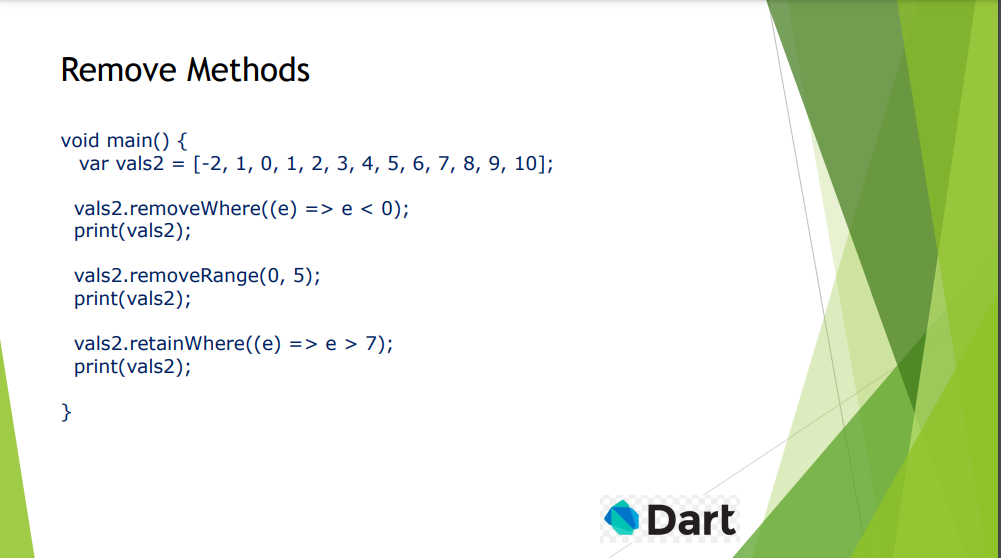 Remove Methods
void main() {
var vals2 = [-2, 1, 0, 1, 2, 3, 4, 5, 6, 7, 8, 9, 10];
vals2.removeWhere((e) => e < 0);
print(vals2);
vals2.removeRange(0, 5);
print(vals2);
vals2.retainWhere((e) => e > 7);
print(vals2);
}
Dart